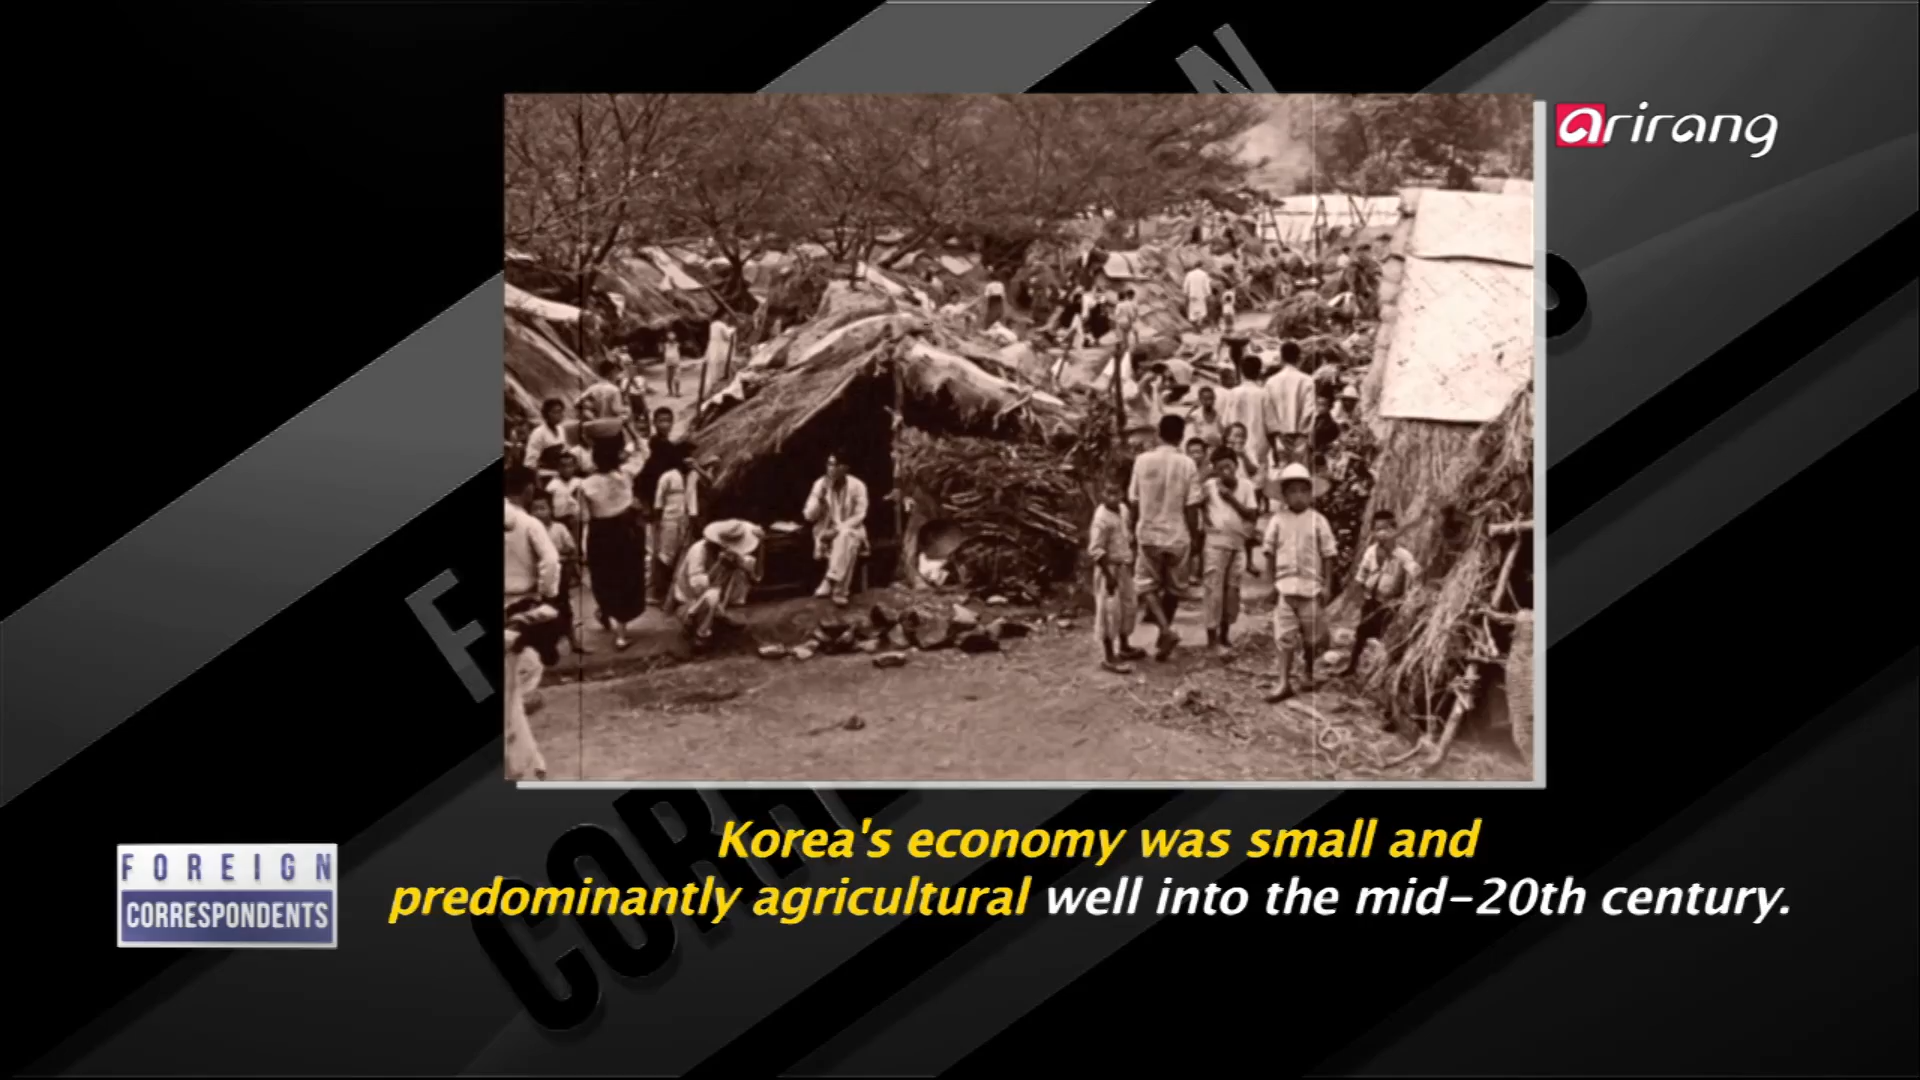 arirang
Korea's economy was small and
predominantly agricultural well into the mid-20th century.
FOREIGN
CORRESPONDENTS